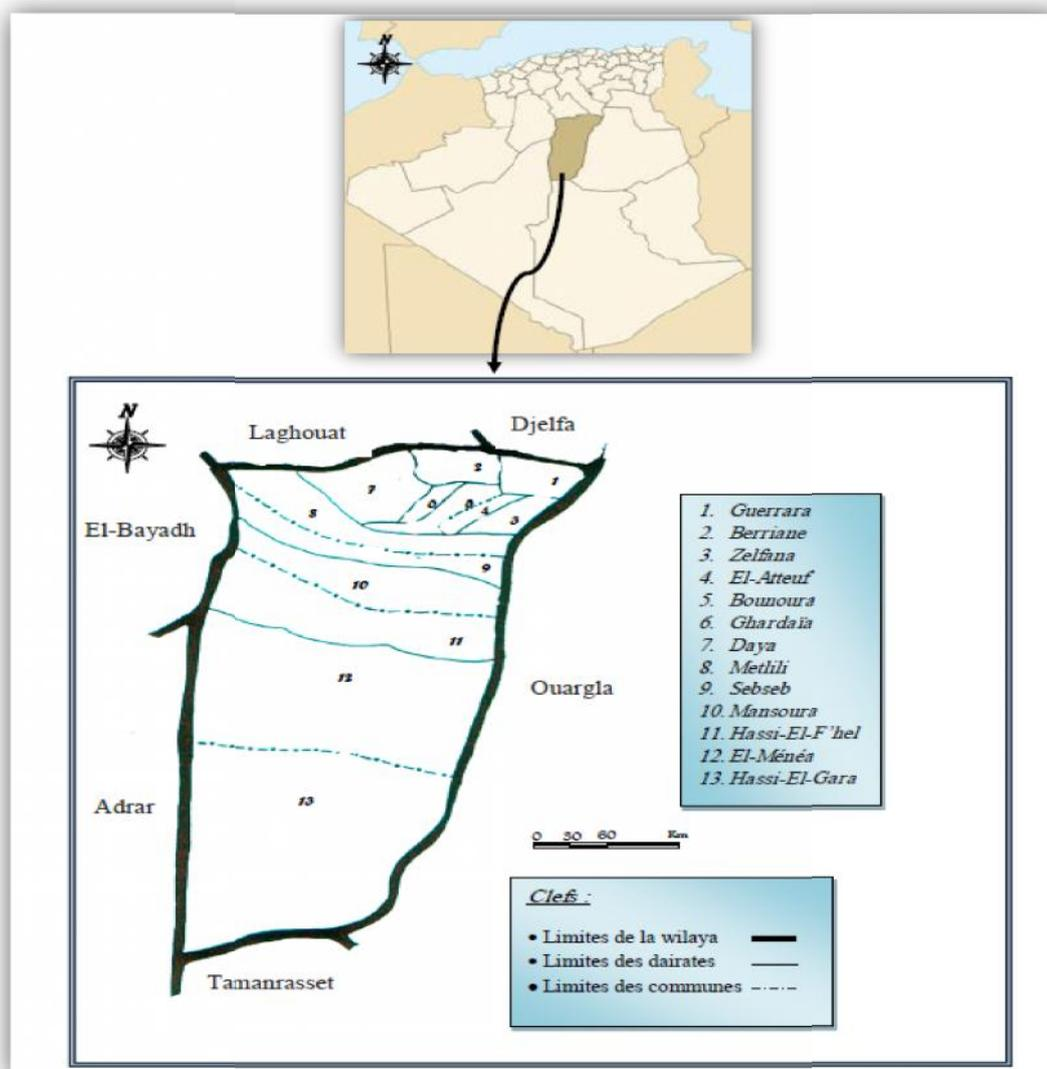 N
N
Laghouat
Djelfa
El-Bayadh
Ouargla
Adrar
Tamanrasset
1
2
3
4
5
6
7
8
9
10
11
12
13
1. Guerrara
2. Berriane
3. Zelfana
4. El-Atteuf
5. Bounoura
6. Ghardaïa
7. Daya
8. Metlili
9. Sebseb
10. Mansoura
11. Hassi-El-F'hel
12. El-Ménéa
13. Hassi-El-Gara
0 30 60 Km
Clefs :
• Limites de la wilaya
• Limites des dairates
• Limites des communes